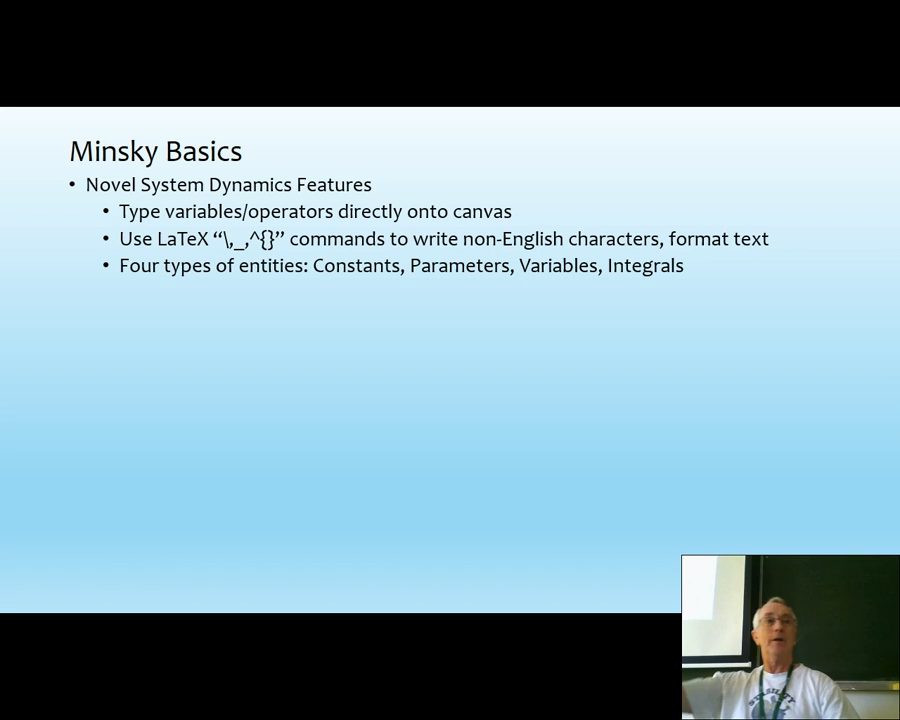 Minsky Basics
• Novel System Dynamics Features
• Type variables/operators directly onto canvas
• Use LaTeX “\,_,^{}” commands to write non-English characters, format text
• Four types of entities: Constants, Parameters, Variables, Integrals